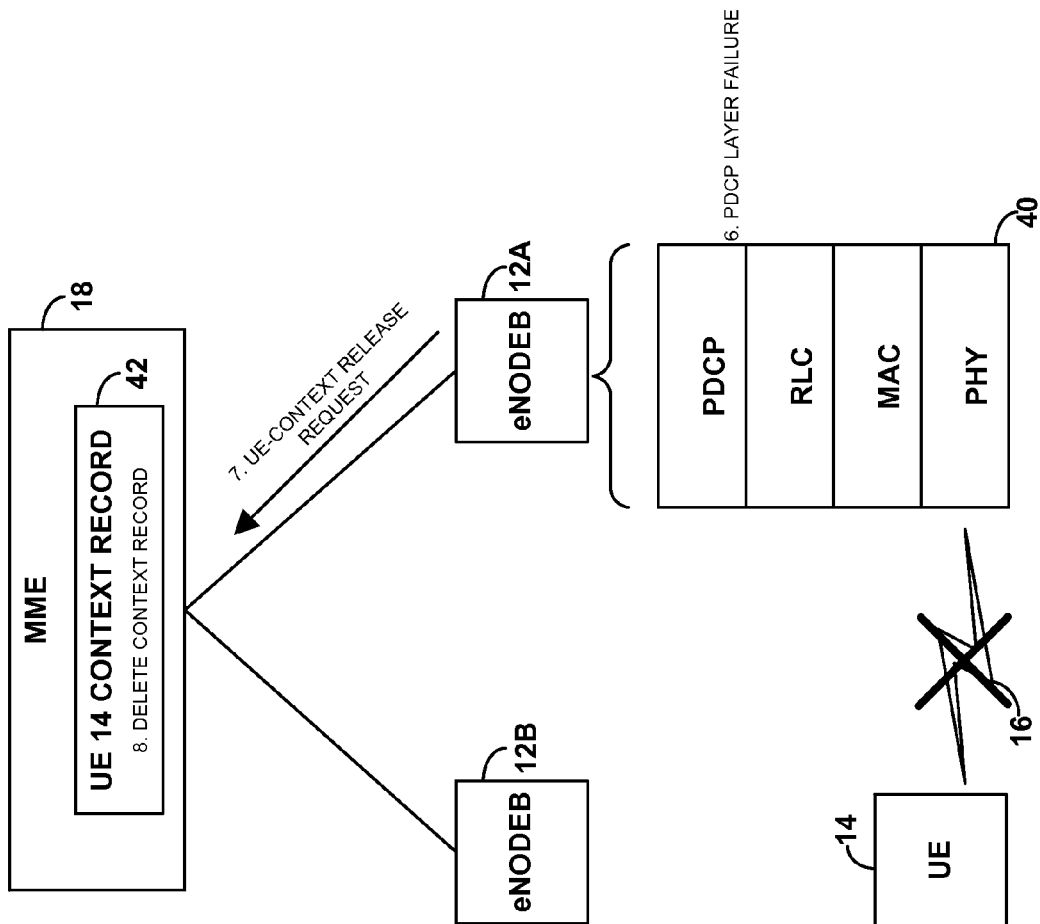 MME
18
UE 14 CONTEXT RECORD
42
8. DELETE CONTEXT RECORD
7. UE-CONTEXT RELEASE
REQUEST
eNODEB
12B
eNODEB
12A
6. PDCP LAYER FAILURE
PDCP
RLC
MAC
PHY
40
14
UE
16